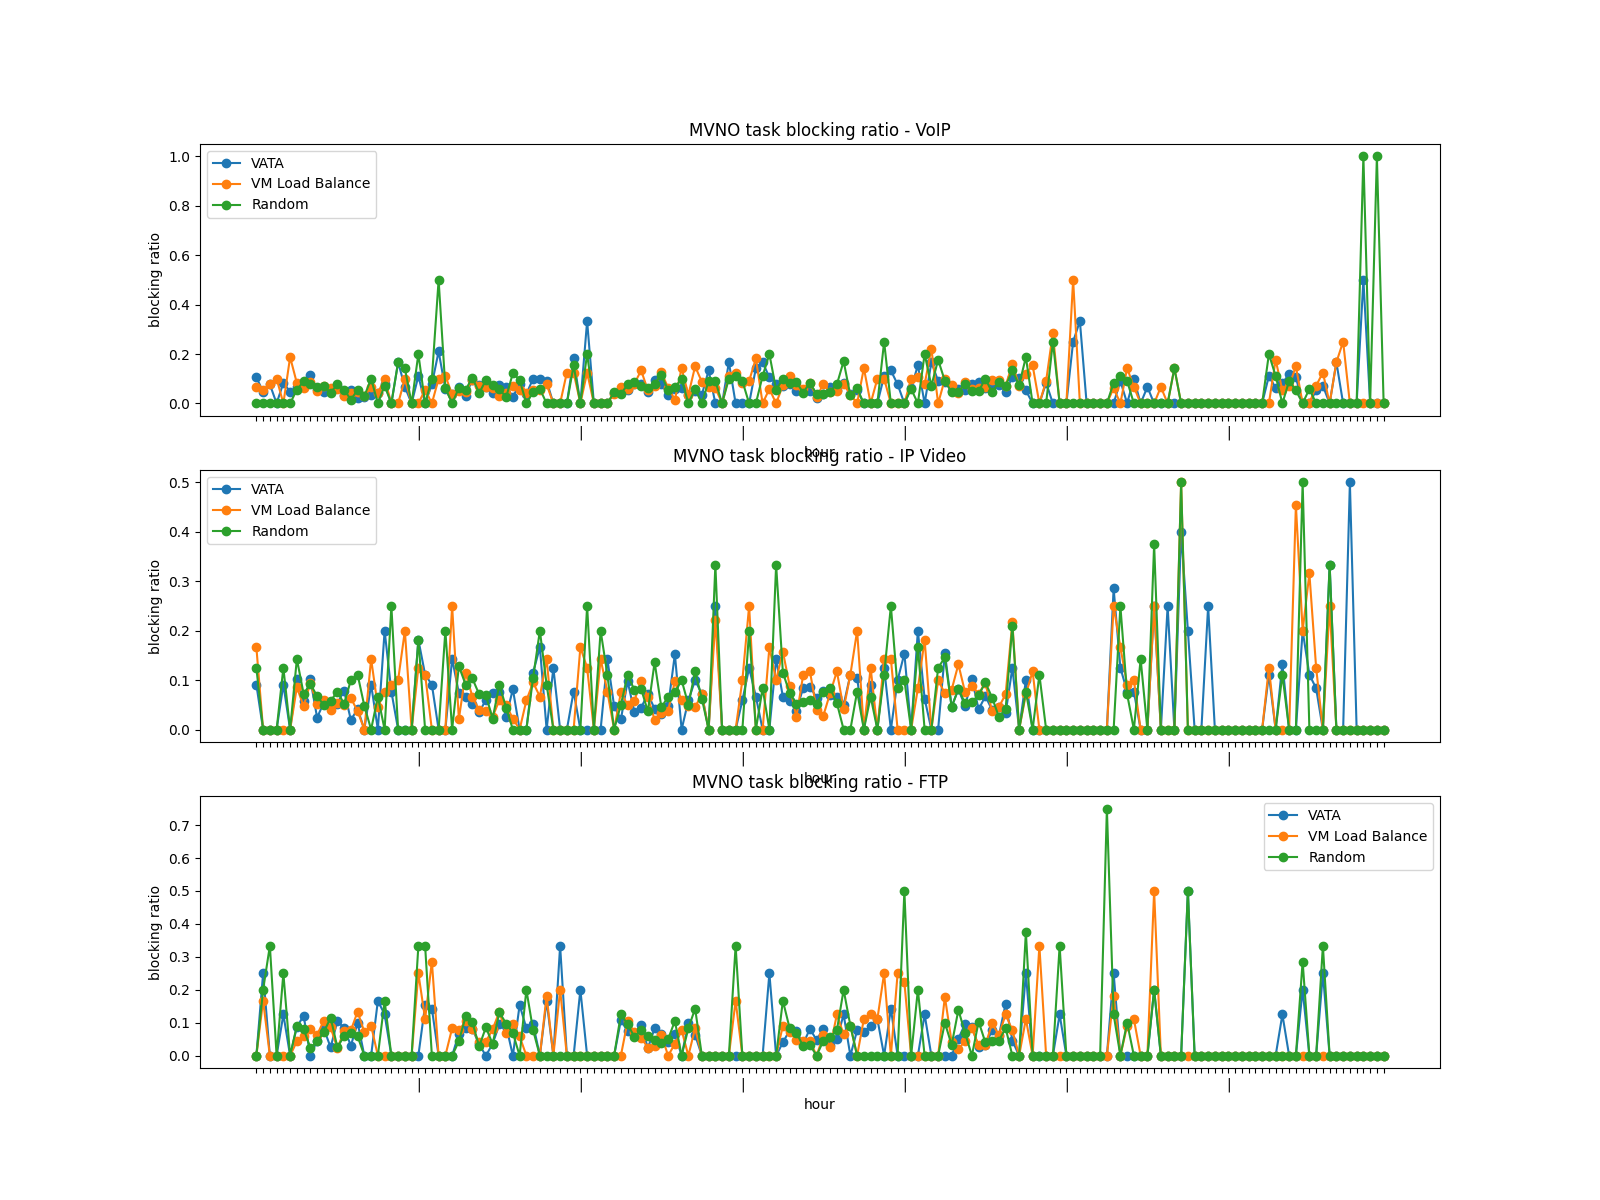 MVNO task blocking ratio - VoIP
1.0
0.8
0.6
0.4
0.2
0.0
blocking ratio
VATA
VM Load Balance
Random
hour
MVNO task blocking ratio - IP Video
0.5
0.4
0.3
0.2
0.1
0.0
blocking ratio
VATA
VM Load Balance
Random
hour
MVNO task blocking ratio - FTP
0.7
0.6
0.5
0.4
0.3
0.2
0.1
0.0
blocking ratio
VATA
VM Load Balance
Random
hour